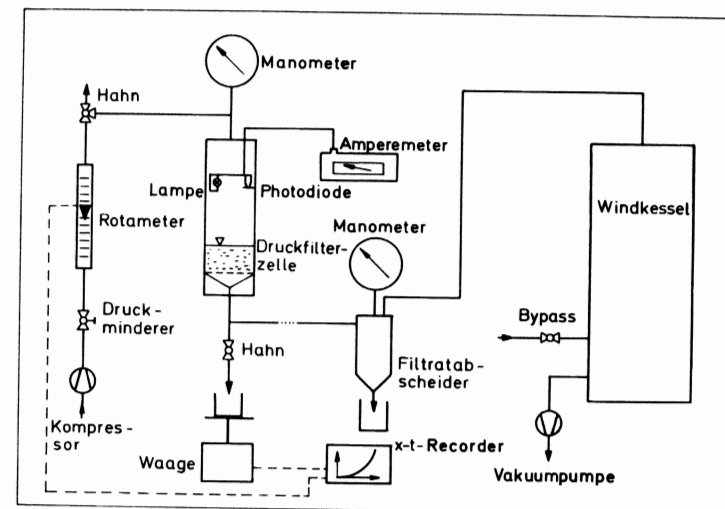 Manometer
Hahn
Amperemeter
Lampe
Photodiode
Windkessel
Rotameter
Manometer
Druckfilter-
zelle
Druck-
minderer
Bypass
Hahn
Filtratab-
scheider
Kompres-
sor
x-t-Recorder
Waage
Vakuumpumpe